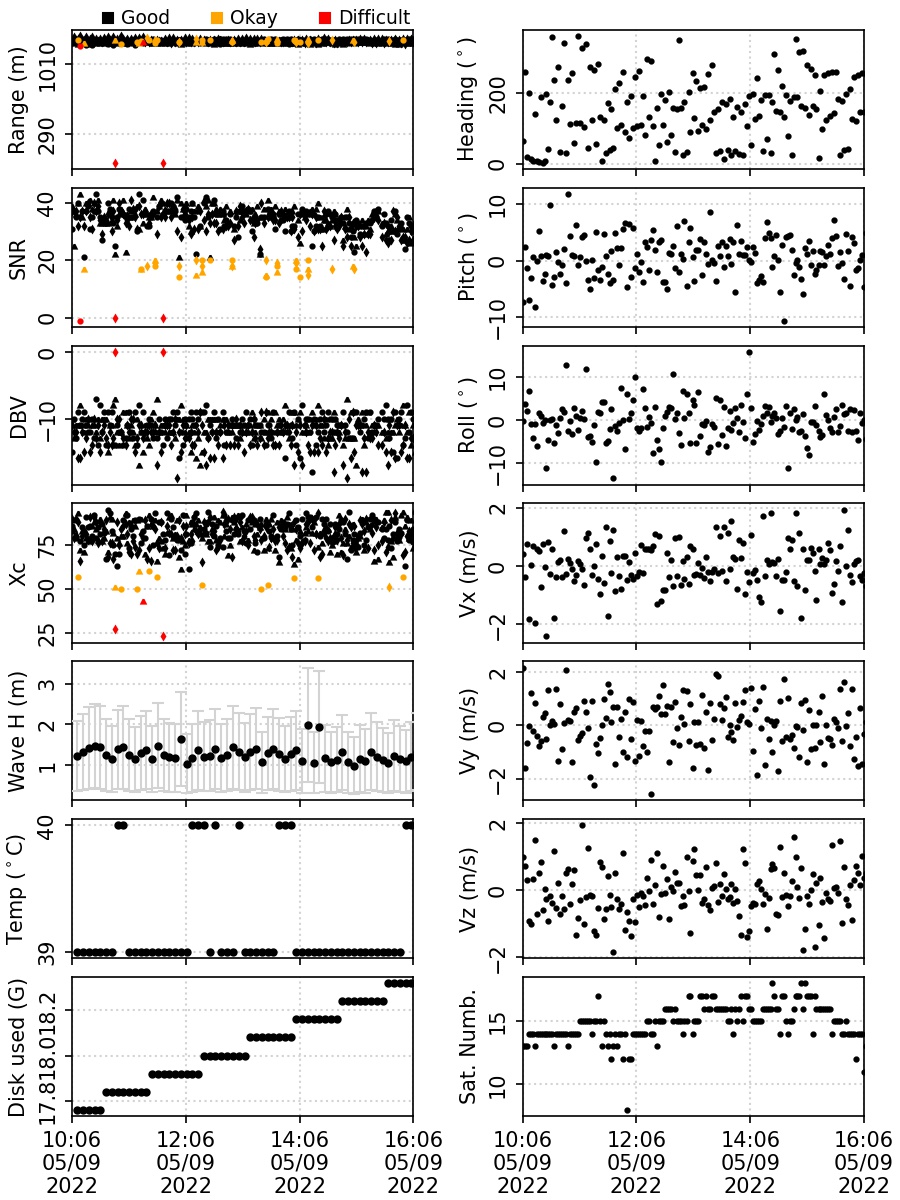 Good Okay Difficult
Range (m)
1010
290
Heading (°)
200
0
SNR
40
20
0
Pitch (°)
10
0
−10
DBV
0
−10
Roll (°)
10
0
−10
Xc
75
50
25
Vx (m/s)
2
0
−2
Wave H (m)
3
2
1
Vy (m/s)
2
0
−2
Temp (°C)
40
39
Vz (m/s)
2
0
−2
Disk used (G)
18.2
18.0
17.8
Sat. Numb.
15
10
10:06 12:06 14:06 16:06
05/09 05/09 05/09 05/09
2022 2022 2022 2022
10:06 12:06 14:06 16:06
05/09 05/09 05/09 05/09
2022 2022 2022 2022